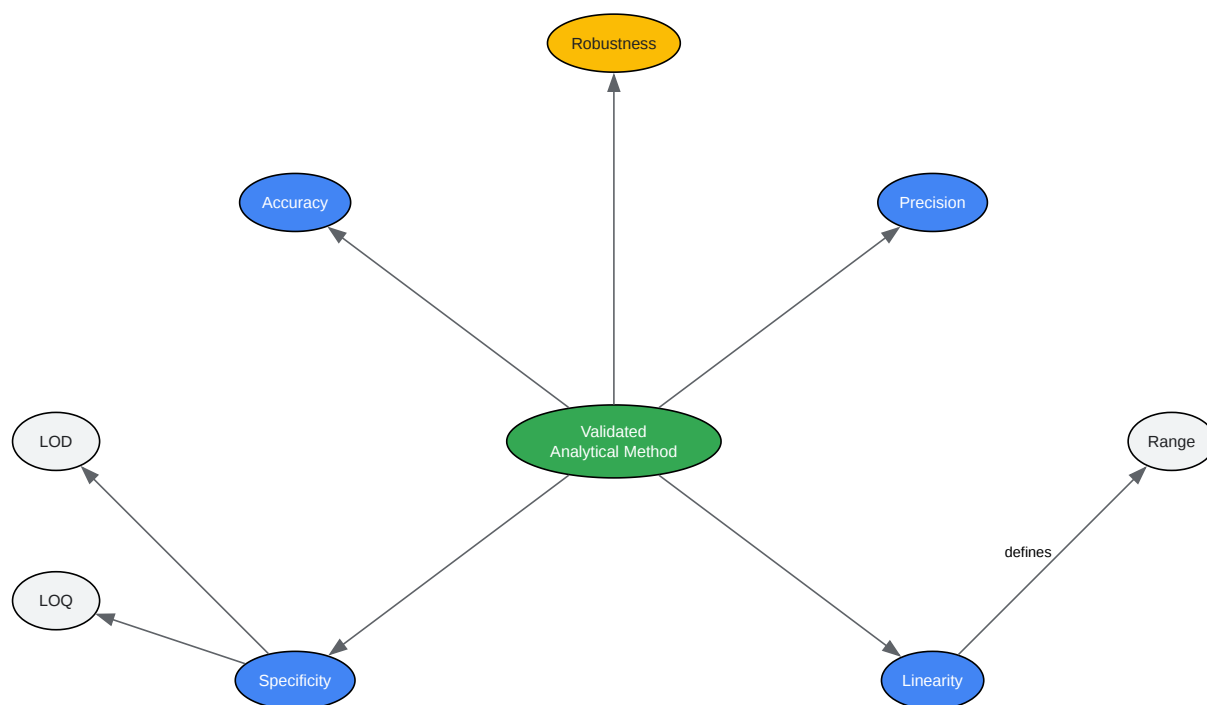 Robustness
Accuracy
Precision
Validated
Analytical Method
LOD
Range
defines
LOQ
Specificity
Linearity